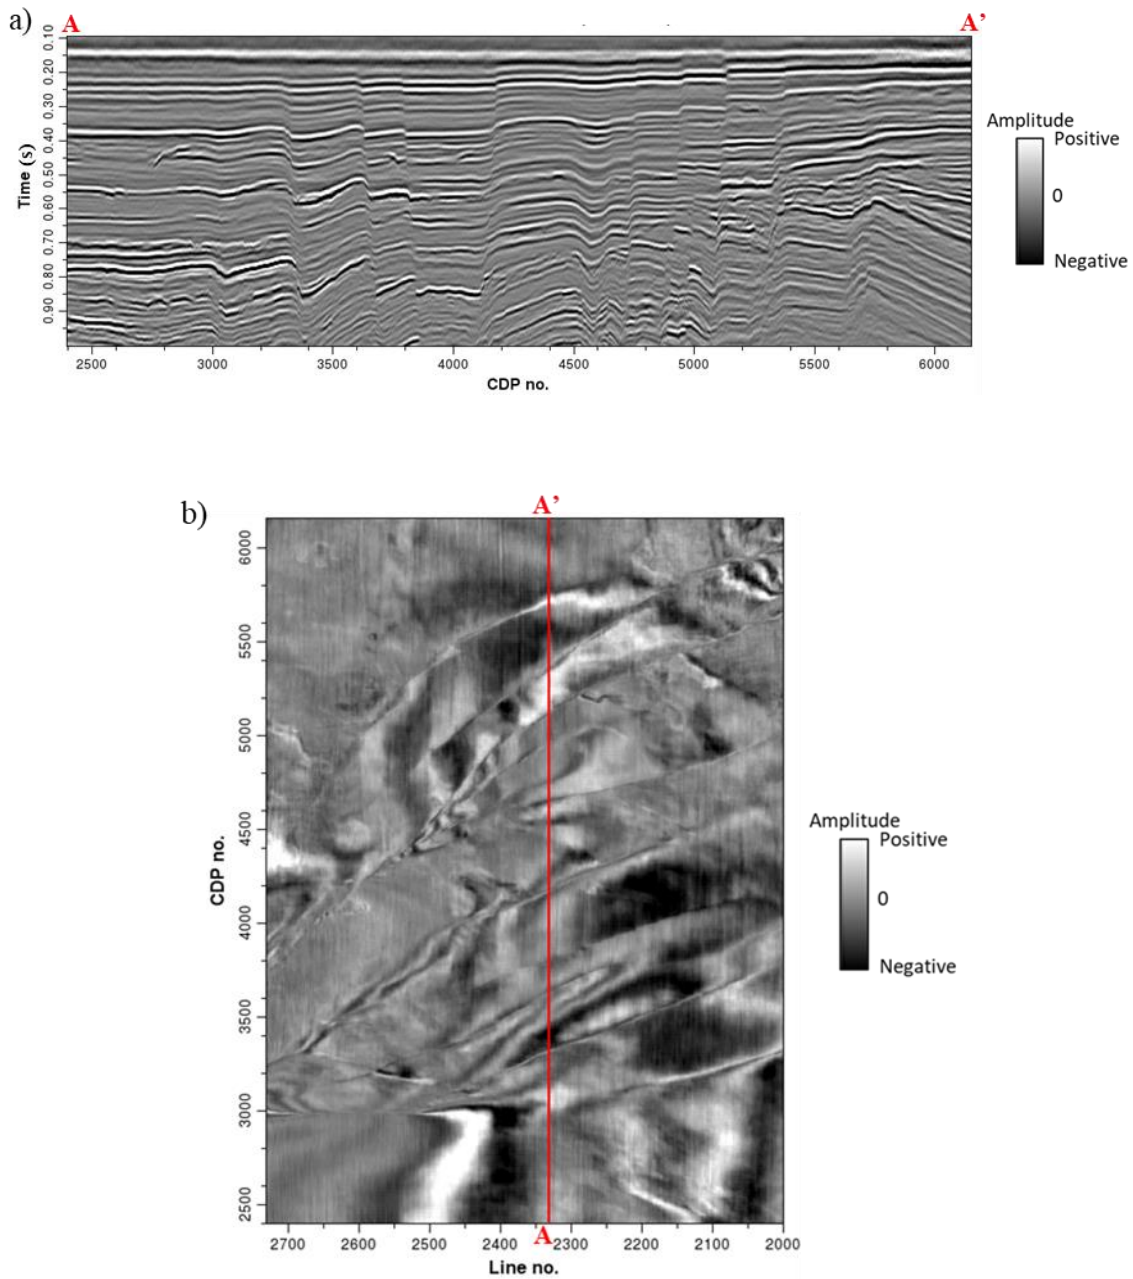 a)
A
A’
0.10
0.20
0.30
0.40
0.50
0.60
0.70
0.80
0.90
Time (s)
2500 3000 3500 4000 4500 5000 5500 6000
CDP no.
Amplitude
Positive
0
Negative
b)
A’
6000
5500
5000
4500
4000
3500
3000
2500
CDP no.
A
2700 2600 2500 2400 2300 2200 2100 2000
Line no.
Amplitude
Positive
0
Negative